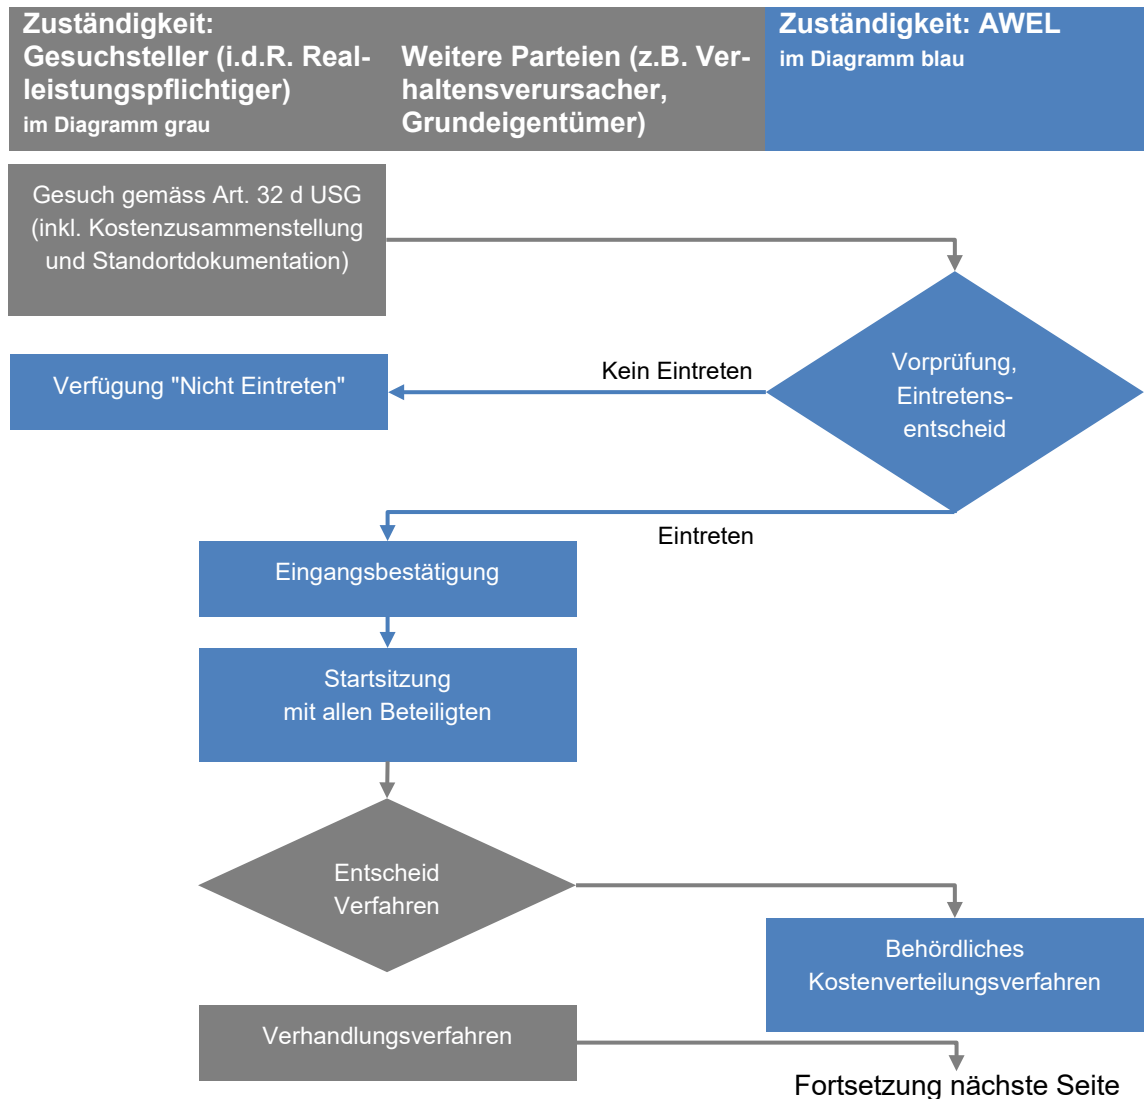 Zuständigkeit:
Gesuchsteller (i.d.R. Real-
leistungspflichtiger)
im Diagramm grau
Weitere Parteien (z.B. Ver-
haltensverursacher,
Grundeigentümer)
Zuständigkeit: AWEL
im Diagramm blau
Gesuch gemäss Art. 32 d USG
(inkl. Kostenzusammenstellung
und Standortdokumentation)
Vorprüfung,
Eintretens-
entscheid
Kein Eintreten
Verfügung "Nicht Eintreten"
Eintreten
Eingangsbestätigung
Startsitzung
mit allen Beteiligten
Entscheid
Verfahren
Behördliches
Kostenverteilungsverfahren
Verhandlungsverfahren
Fortsetzung nächste Seite